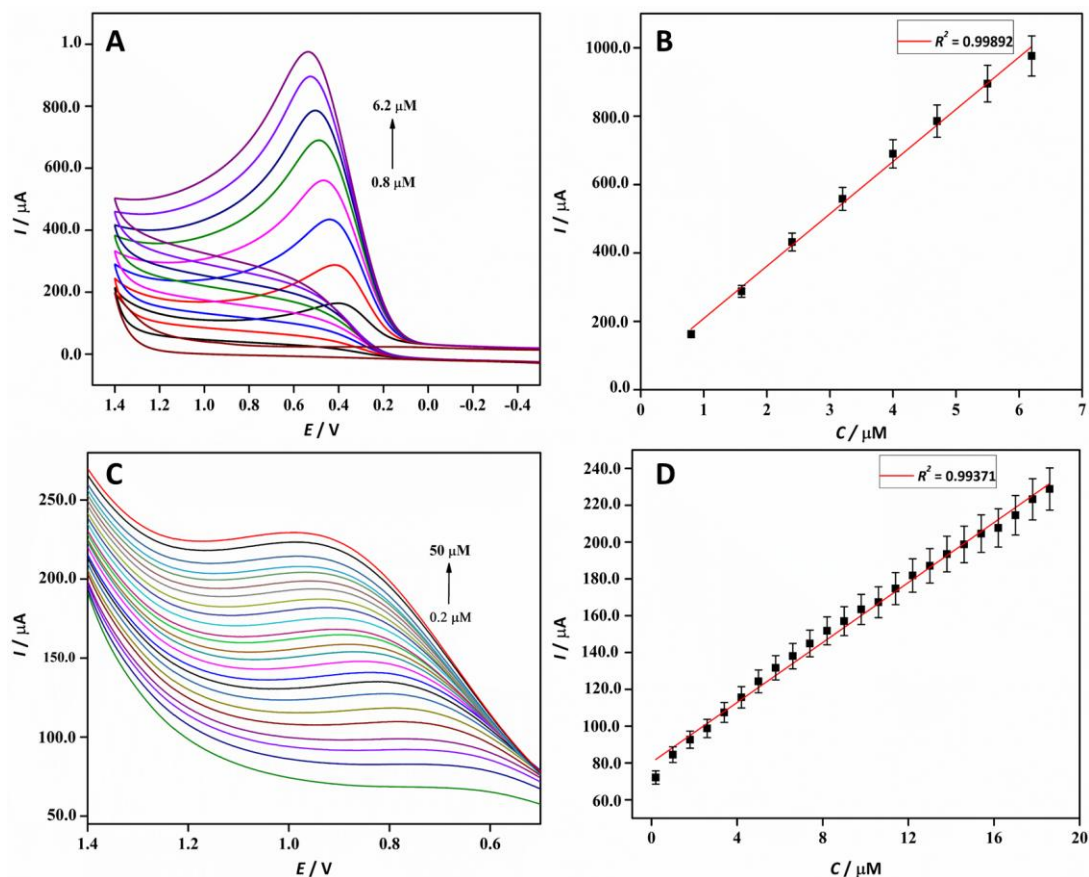 A
1.0
800.0
600.0
400.0
200.0
0.0
I / µA
6.2 µM
0.8 µM
1.4 1.2 1.0 0.8 0.6 0.4 0.2 0.0 -0.2 -0.4
E / V
B
R² = 0.99892
1000.0
800.0
600.0
400.0
200.0
0.0
I / µA
0 1 2 3 4 5 6 7
C / µM
C
250.0
200.0
150.0
100.0
50.0
I / µA
50 µM
0.2 µM
1.4 1.2 1.0 0.8 0.6
E / V
D
R² = 0.99371
240.0
220.0
200.0
180.0
160.0
140.0
120.0
100.0
80.0
60.0
I / µA
0 4 8 12 16 20
C / µM